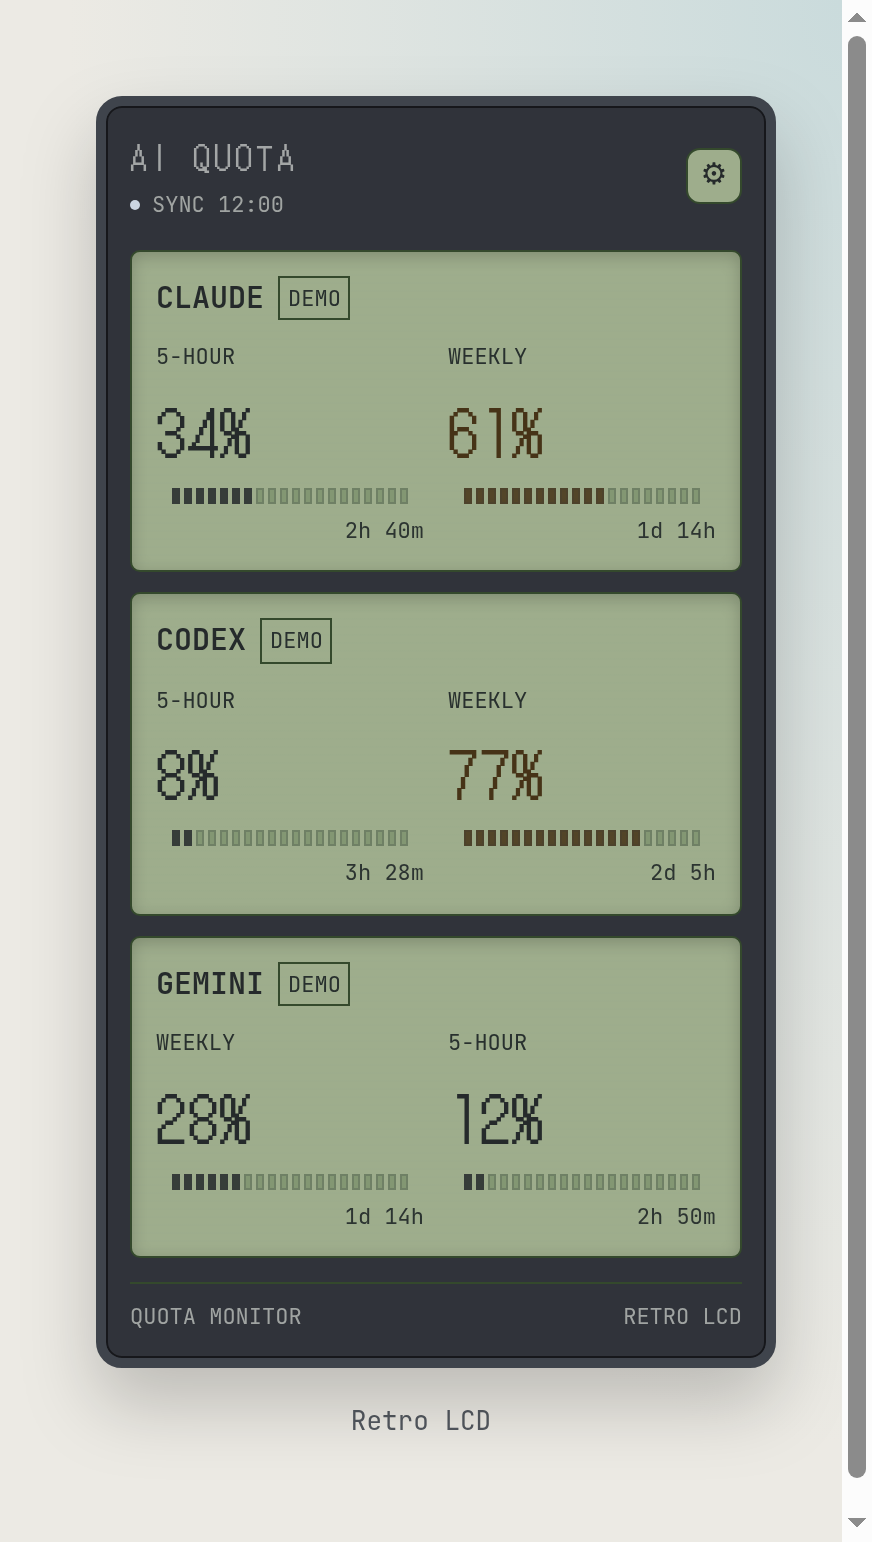 AI QUOTA
SYNC 12:00
CLAUDE DEMO
5-HOUR WEEKLY
34% 61%
2h 40m 1d 14h
CODEX DEMO
5-HOUR WEEKLY
8% 77%
3h 28m 2d 5h
GEMINI DEMO
WEEKLY 5-HOUR
28% 12%
1d 14h 2h 50m
QUOTA MONITOR RETRO LCD
Retro LCD